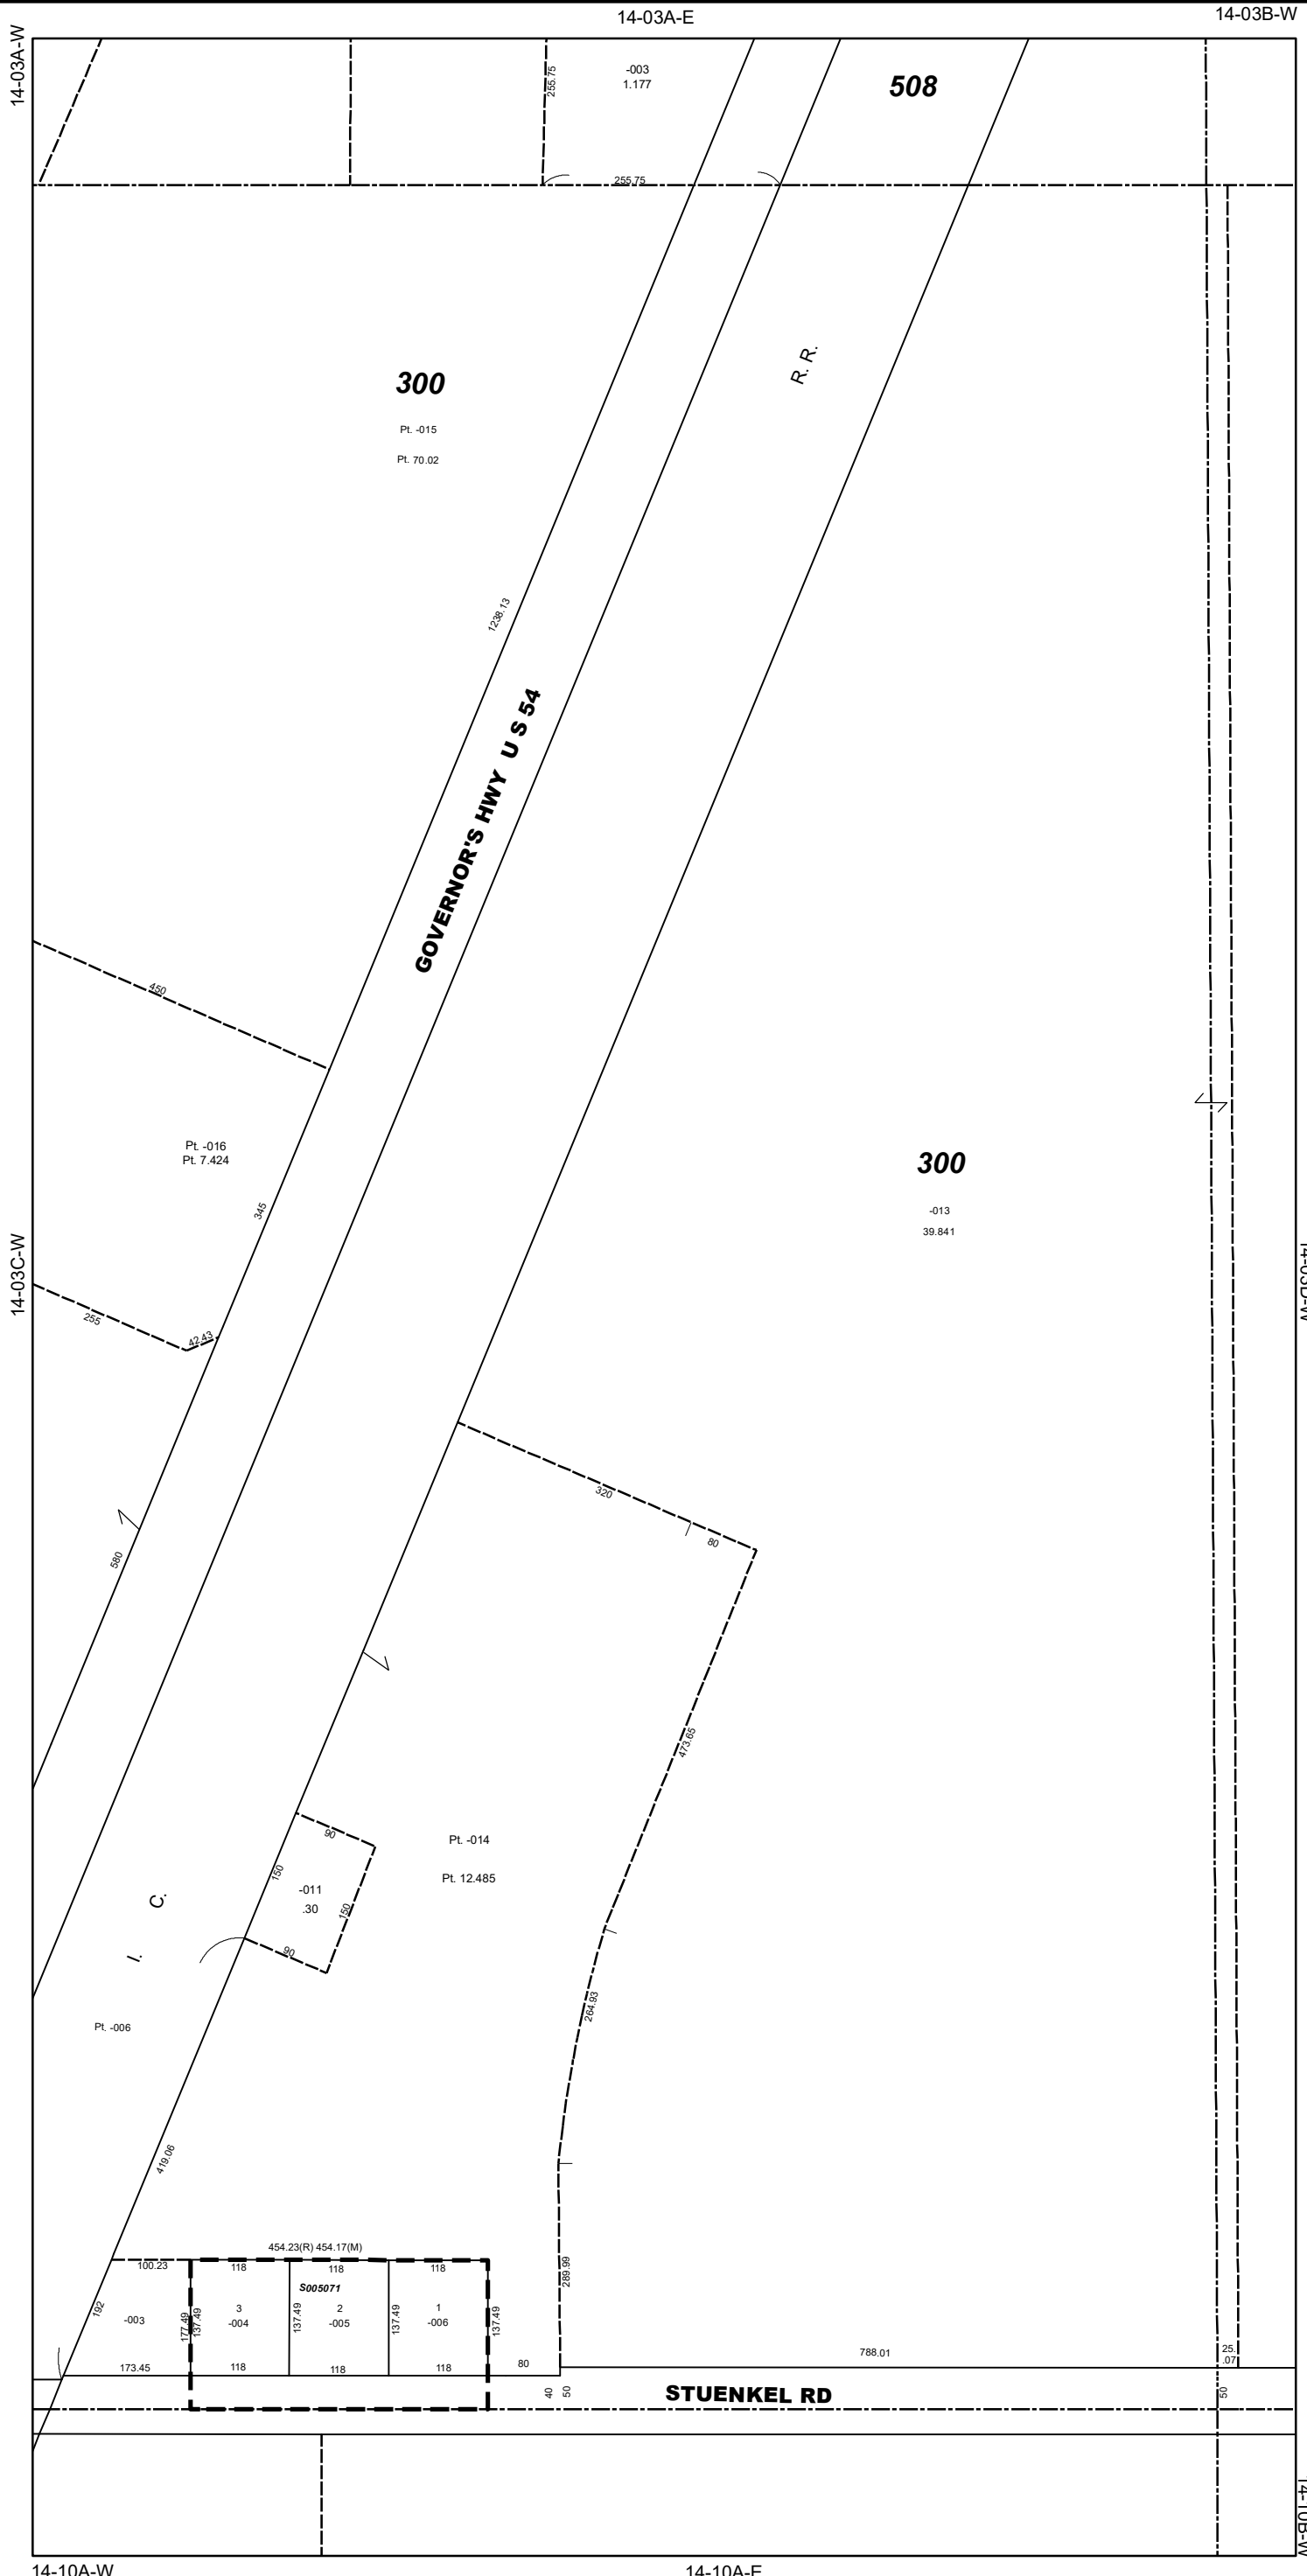 14-03A-E
14-03B-W
14-03A-W
255.75
-003
1.177
508
255.75
R. R.
300
Pt. -015
Pt. 70.02
1238.13
GOVERNOR'S HWY U S 54
450
Pt. -016
Pt. 7.424
300
-013
39.841
345
14-03C-W
14-03D-W
255
42.43
320
80
580
473.65
90
Pt. -014
Pt. 12.485
150
-011
.30
150
90
I. C.
264.93
Pt. -006
419.06
454.23(R) 454.17(M)
100.23
118
118
118
289.99
S005071
192
-003
177.49
137.49
3
-004
137.49
2
-005
137.49
1
-006
137.49
788.01
25.
.07
173.45
118
118
118
80
40
50
STUENKEL RD
50
14-10B-W
14-10A-W
14-10A-E